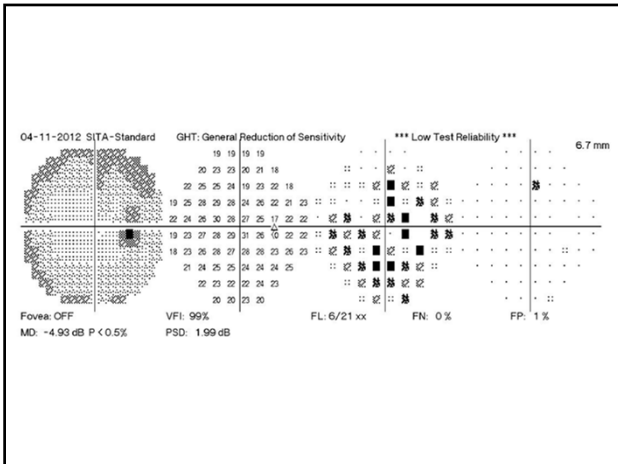 04-11-2012 SITA-Standard GHT: General Reduction of Sensitivity *** Low Test Reliability ***
6.7 mm
19 19 19 19
20 23 23 20 21 18
22 25 25 24 19 23 22 18
19 25 28 28 28 24 26 22 21 23
22 24 26 30 28 27 25 17 22 22
19 23 27 28 29 31 26 <0 22 22
18 23 26 28 26 28 28 23 26 23
21 24 25 25 24 24 24 25
22 23 22 22 24 23
20 20 23 20
Fovea: OFF VFI: 99% FL: 6/21 xx FN: 0 % FP: 1 %
MD: -4.93 dB P < 0.5% PSD: 1.99 dB